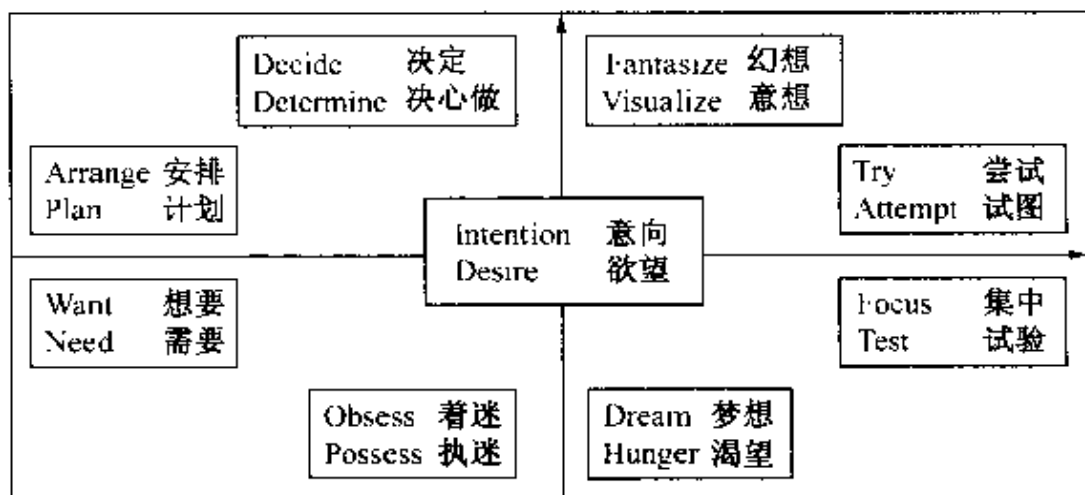 Decide 决定
Determine 决心做
Fantasize 幻想
Visualize 意想
Arrange 安排
Plan 计划
Try 尝试
Attempt 试图
Intention 意向
Desire 欲望
Want 想要
Need 需要
Focus 集中
Test 试验
Obsess 着迷
Possess 执迷
Dream 梦想
Hunger 渴望